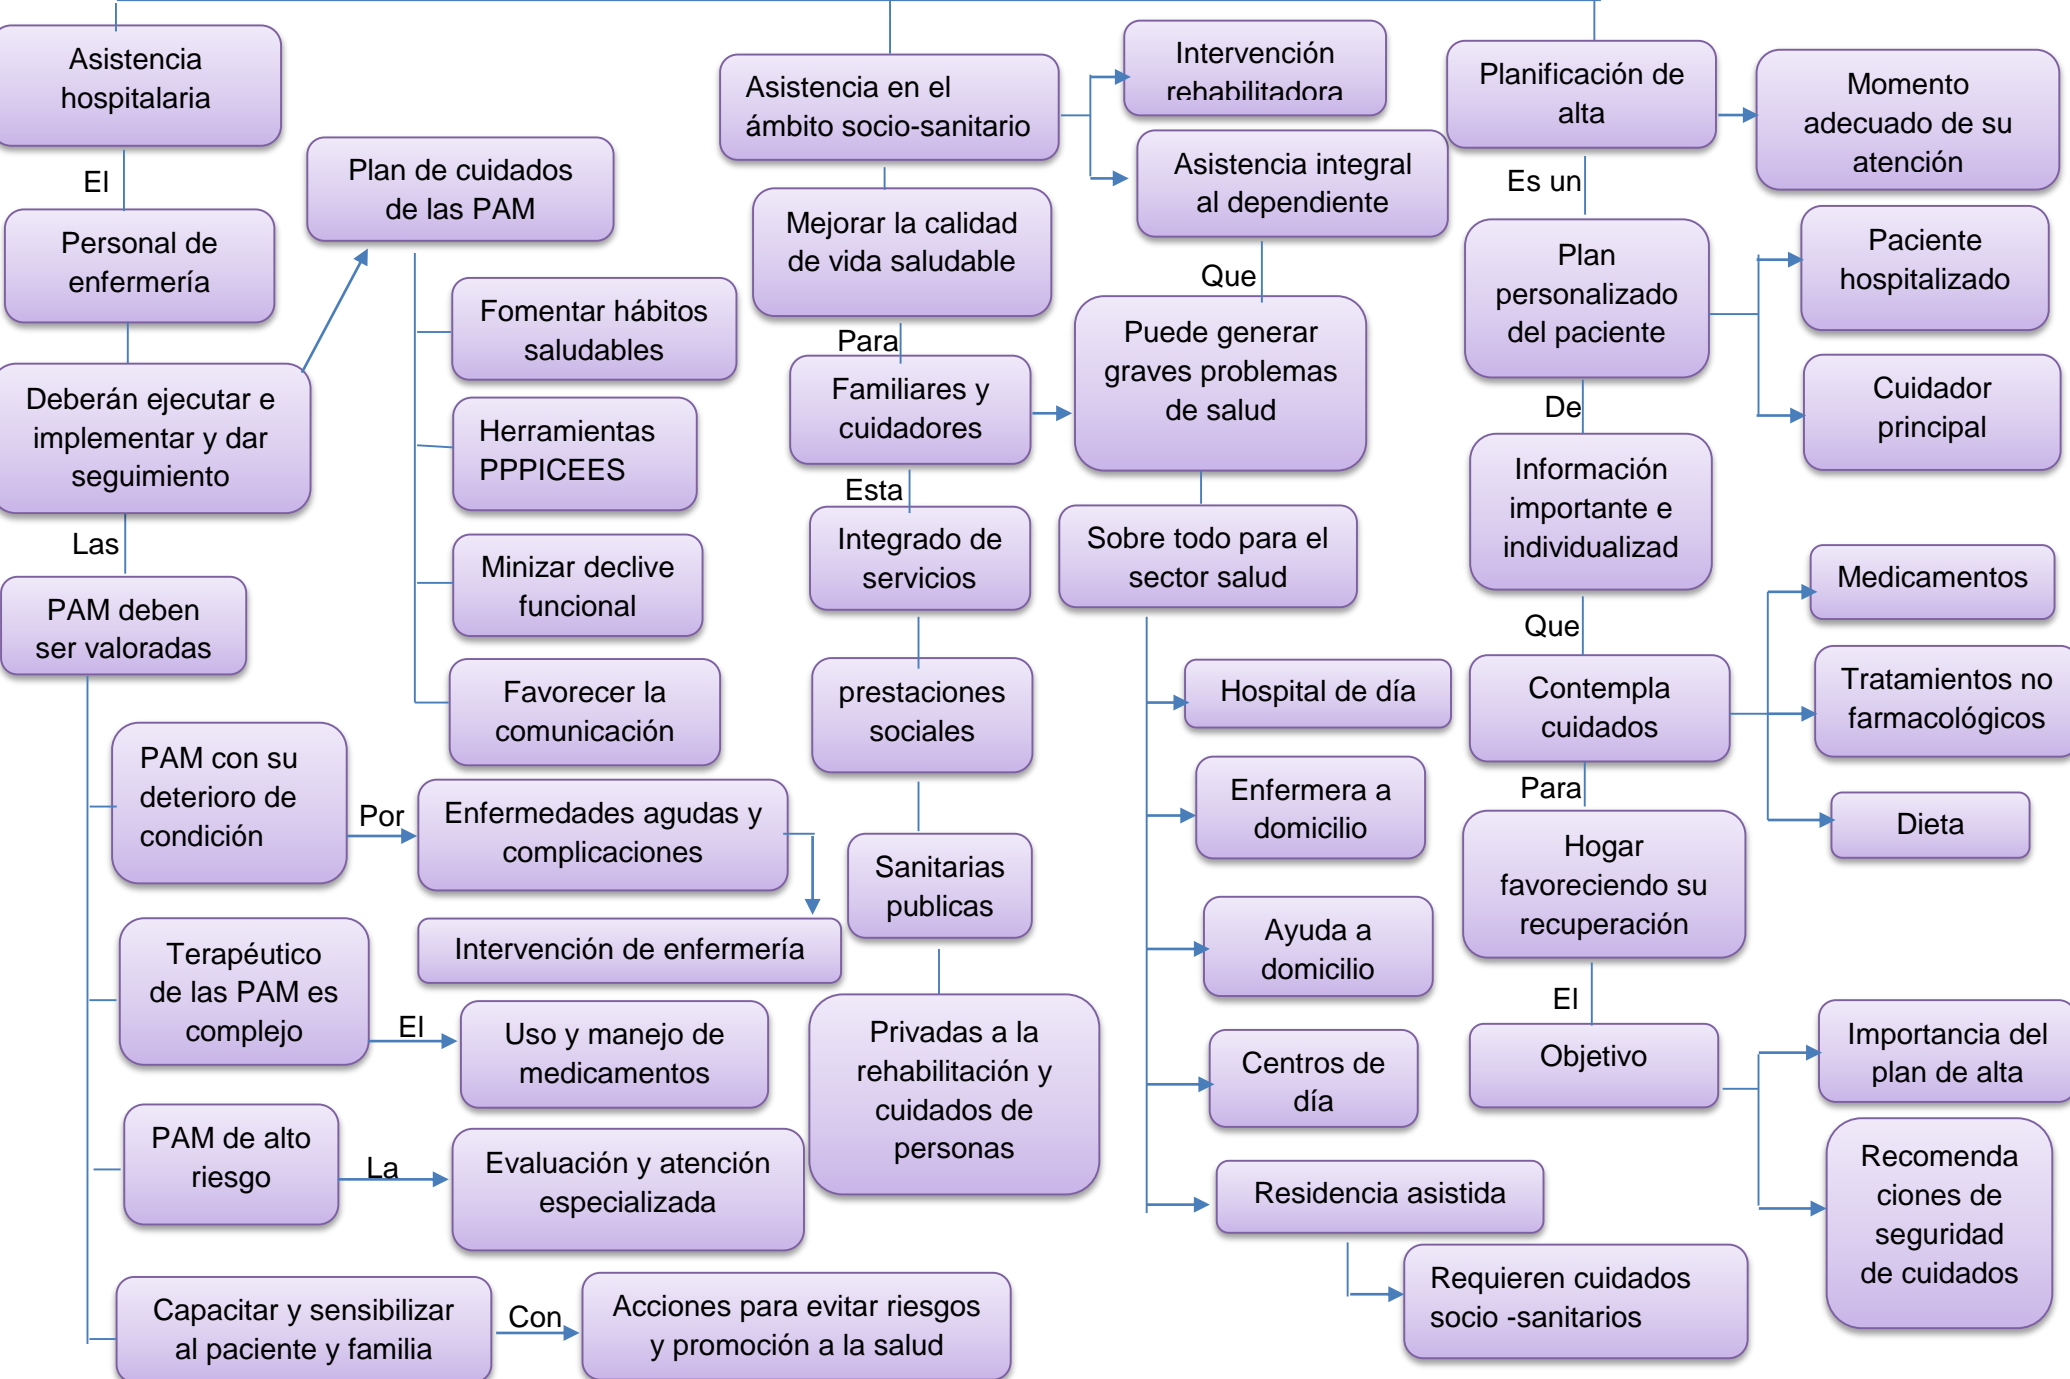 Asistencia
hospitalaria
El
Personal de
enfermería
Deberán ejecutar e
implementar y dar
seguimiento
Las
PAM deben
ser valoradas
PAM con su
deterioro de
condición
Por
Enfermedades agudas y
complicaciones
Intervención de enfermería
Terapéutico
de las PAM es
complejo
El
Uso y manejo de
medicamentos
PAM de alto
riesgo
La
Evaluación y atención
especializada
Capacitar y sensibilizar
al paciente y familia
Con
Acciones para evitar riesgos
y promoción a la salud
Plan de cuidados
de las PAM
Fomentar hábitos
saludables
Herramientas
PPPICEES
Minizar declive
funcional
Favorecer la
comunicación
Asistencia en el
ámbito socio-sanitario
Intervención
rehabilitadora
Asistencia integral
al dependiente
Mejorar la calidad
de vida saludable
Para
Familiares y
cuidadores
Esta
Integrado de
servicios
prestaciones
sociales
Sanitarias
publicas
Privadas a la
rehabilitación y
cuidados de
personas
Que
Puede generar
graves problemas
de salud
Sobre todo para el
sector salud
Hospital de día
Enfermera a
domicilio
Ayuda a
domicilio
Centros de
día
Residencia asistida
Requieren cuidados
socio -sanitarios
Planificación de
alta
Momento
adecuado de su
atención
Es un
Plan
personalizado
del paciente
Paciente
hospitalizado
Cuidador
principal
De
Información
importante e
individualizad
Que
Contempla
cuidados
Medicamentos
Tratamientos no
farmacológicos
Dieta
Para
Hogar
favoreciendo su
recuperación
El
Objetivo
Importancia del
plan de alta
Recomenda
ciones de
seguridad
de cuidados